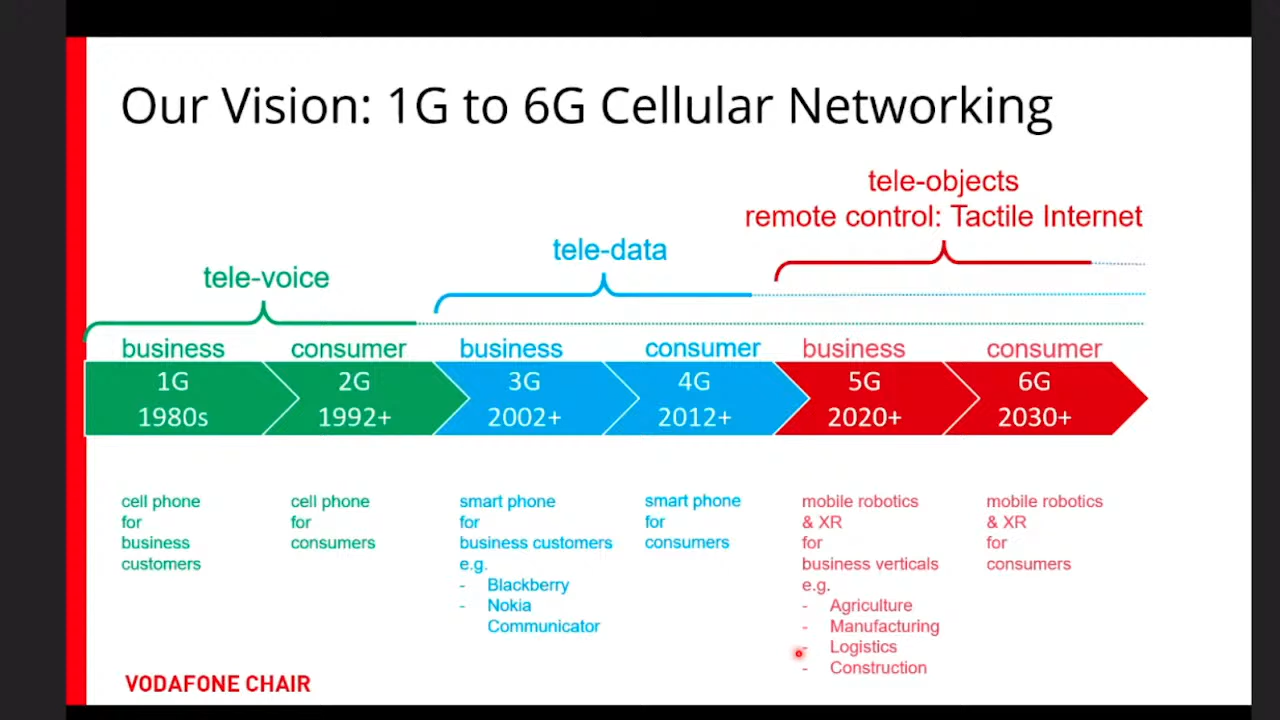 Our Vision: 1G to 6G Cellular Networking
tele-objects
remote control: Tactile Internet
tele-data
tele-voice
business
consumer
business
consumer
business
consumer
1G
1980s
2G
1992+
3G
2002+
4G
2012+
5G
2020+
6G
2030+
cell phone
for
business
customers
cell phone
for
consumers
smart phone
for
business customers
e.g.
- Blackberry
- Nokia
Communicator
smart phone
for
consumers
mobile robotics
& XR
for
business verticals
e.g.
- Agriculture
- Manufacturing
- Logistics
- Construction
mobile robotics
& XR
for
consumers
VODAFONE CHAIR